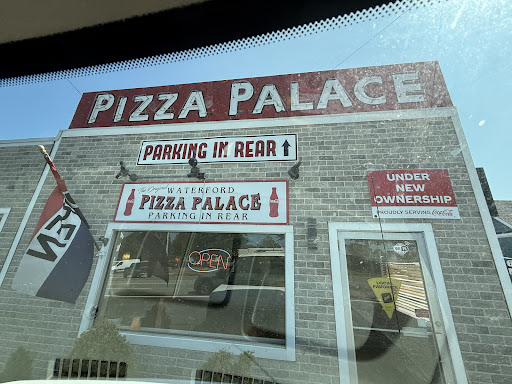 PIZZA PALACE
PARKING IN REAR
The Original
WATERFORD
PIZZA PALACE
PARKING IN REAR
UNDER
NEW
OWNERSHIP
PROUDLY SERVING Coca-Cola
OPEN